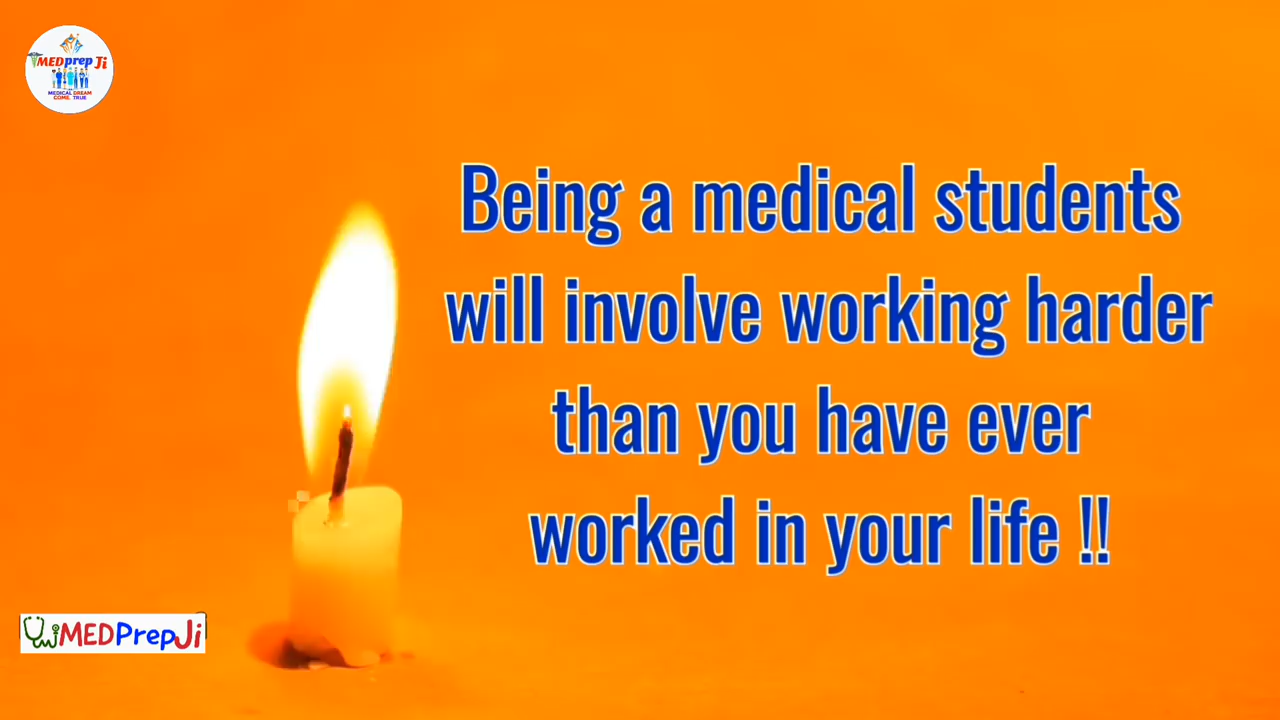 MEDprep Ji
MEDICAL DREAM
COME. TRUE
Being a medical students
will involve working harder
than you have ever
worked in your life !!
MEDPrepJi